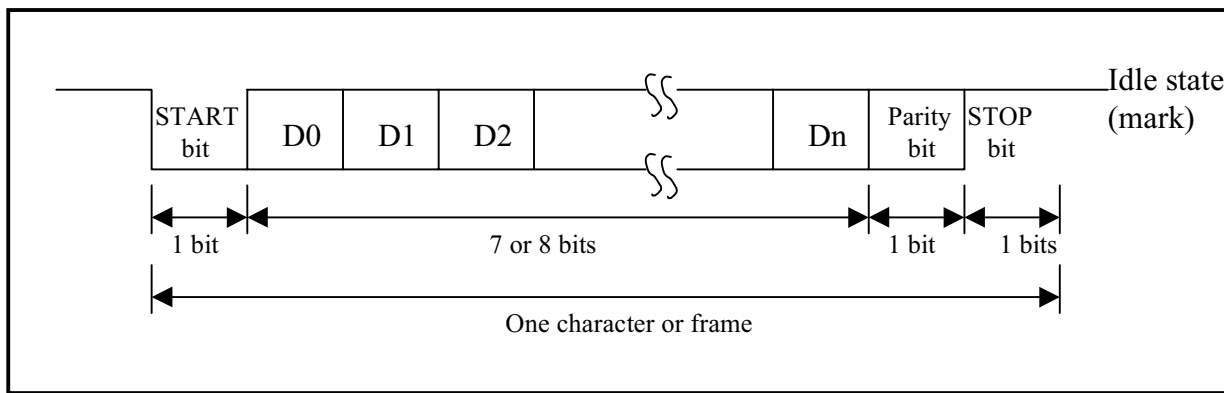 Idle state
(mark)
START
bit
D0
D1
D2
Dn
Parity
bit
STOP
bit
1 bit
7 or 8 bits
1 bit
1 bits
One character or frame